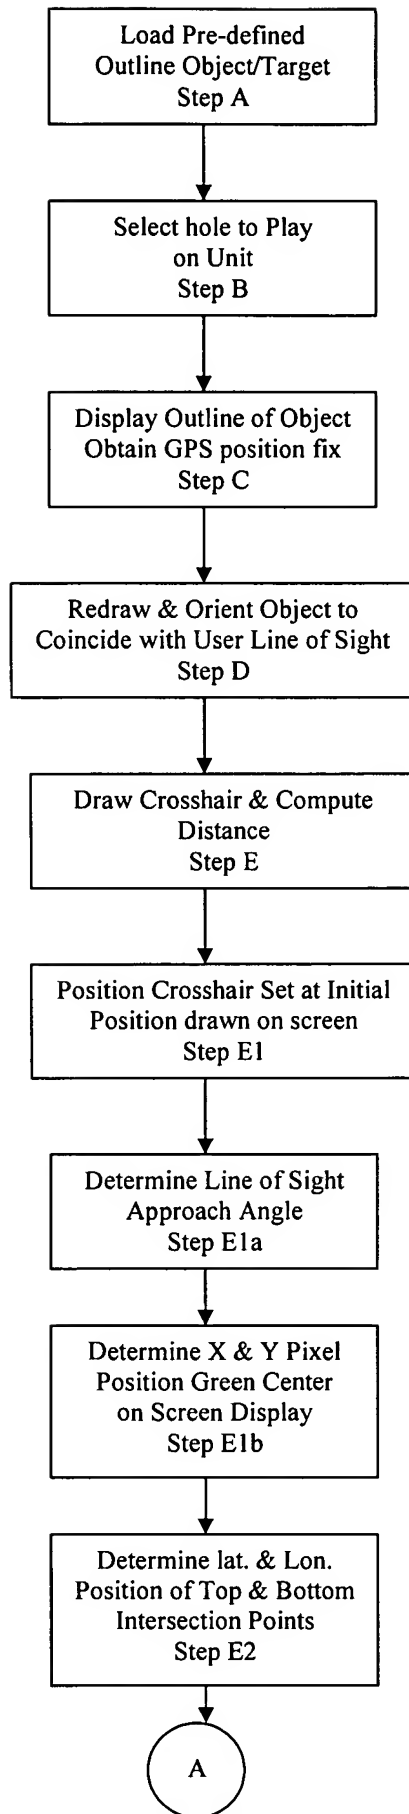 Load Pre-defined
Outline Object/Target
Step A
Select hole to Play
on Unit
Step B
Display Outline of Object
Obtain GPS position fix
Step C
Redraw & Orient Object to
Coincide with User Line of Sight
Step D
Draw Crosshair & Compute
Distance
Step E
Position Crosshair Set at Initial
Position drawn on screen
Step E1
Determine Line of Sight
Approach Angle
Step E1a
Determine X & Y Pixel
Position Green Center
on Screen Display
Step E1b
Determine lat. & Lon.
Position of Top & Bottom
Intersection Points
Step E2
A